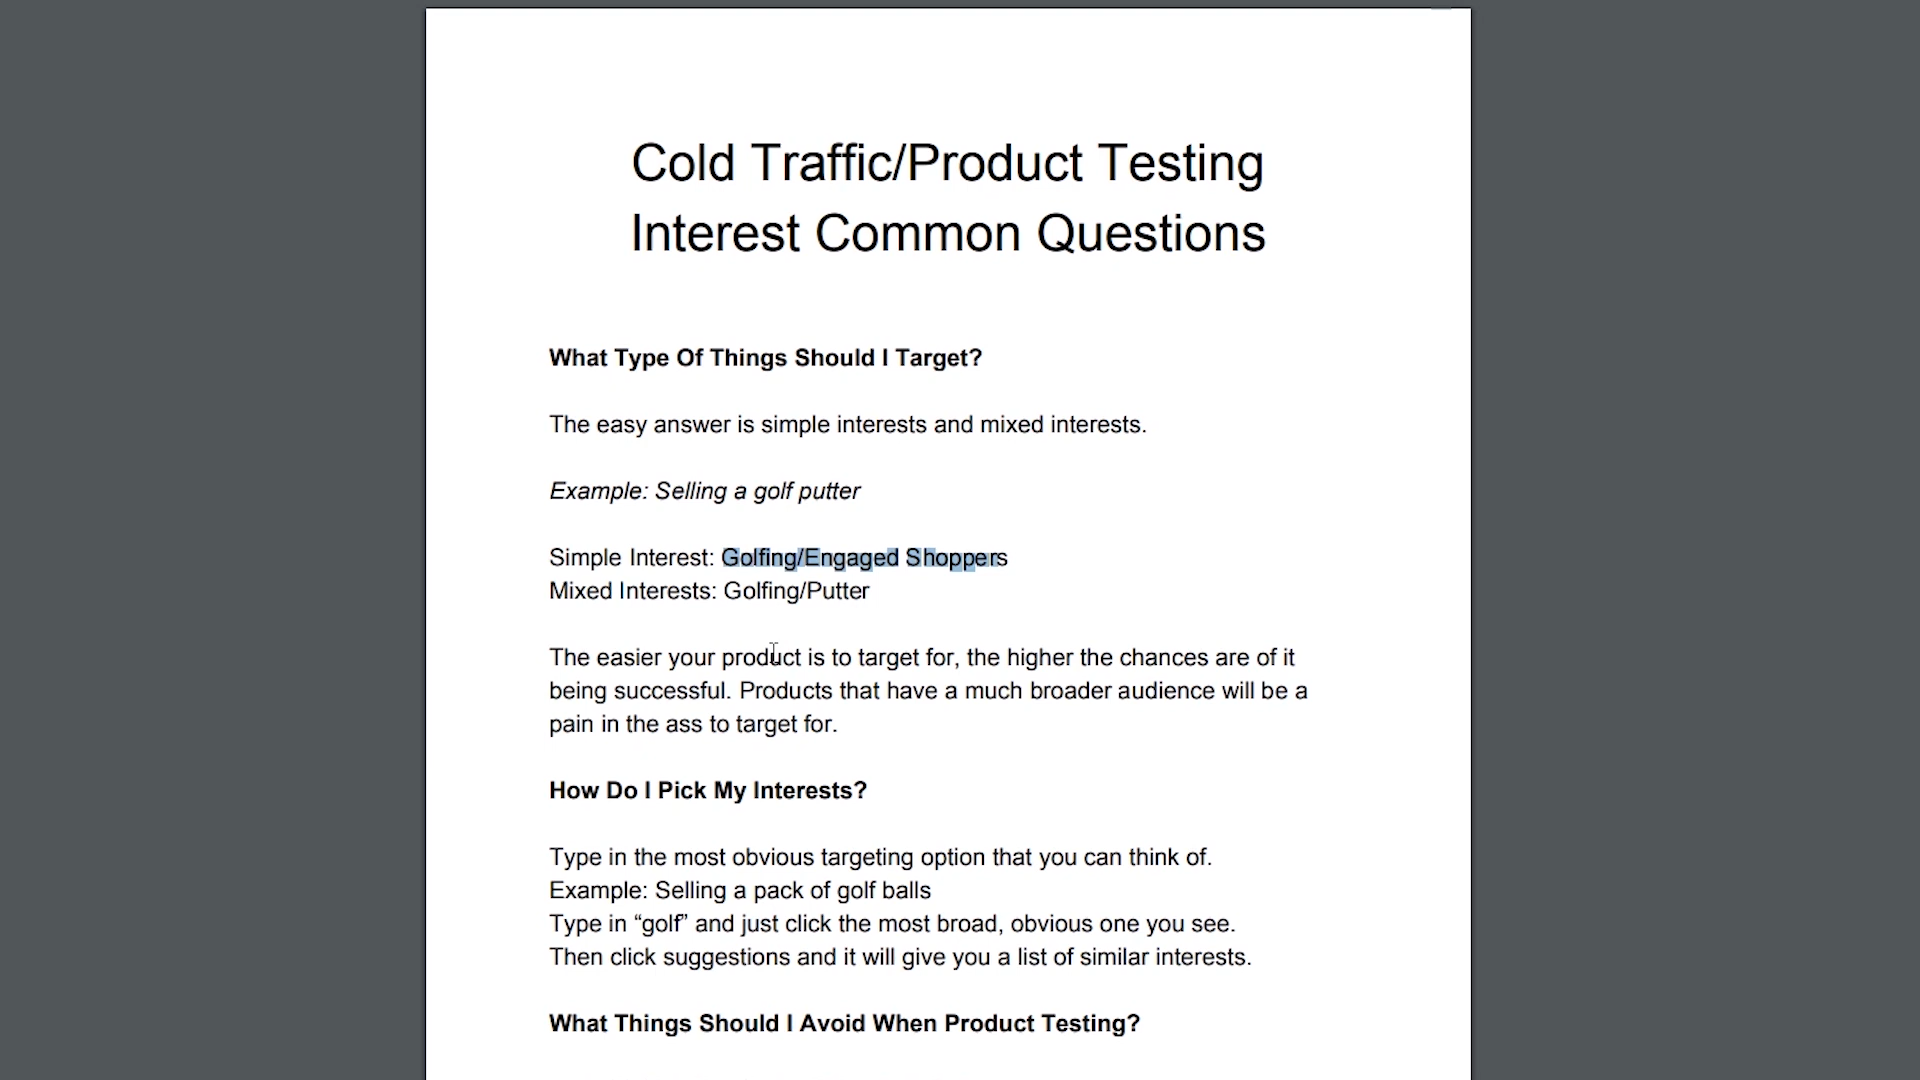 Cold Traffic/Product Testing
Interest Common Questions
What Type Of Things Should I Target?
The easy answer is simple interests and mixed interests.
Example: Selling a golf putter
Simple Interest: Golfing/Engaged Shoppers
Mixed Interests: Golfing/Putter
The easier your product is to target for, the higher the chances are of it
being successful. Products that have a much broader audience will be a
pain in the ass to target for.
How Do I Pick My Interests?
Type in the most obvious targeting option that you can think of.
Example: Selling a pack of golf balls
Type in “golf” and just click the most broad, obvious one you see.
Then click suggestions and it will give you a list of similar interests.
What Things Should I Avoid When Product Testing?